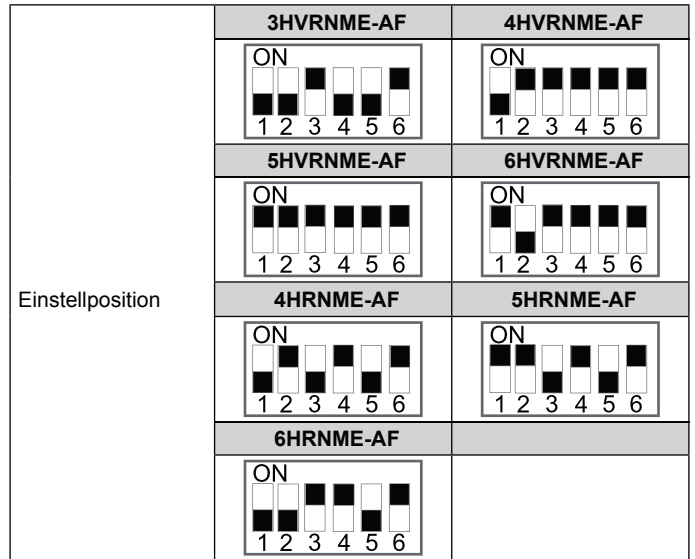 3HVRNME-AF 4HVRNME-AF
ON ON
1 2 3 4 5 6 1 2 3 4 5 6
5HVRNME-AF 6HVRNME-AF
ON ON
1 2 3 4 5 6 1 2 3 4 5 6
Einstellposition 4HRNME-AF 5HRNME-AF
ON ON
1 2 3 4 5 6 1 2 3 4 5 6
6HRNME-AF
ON
1 2 3 4 5 6